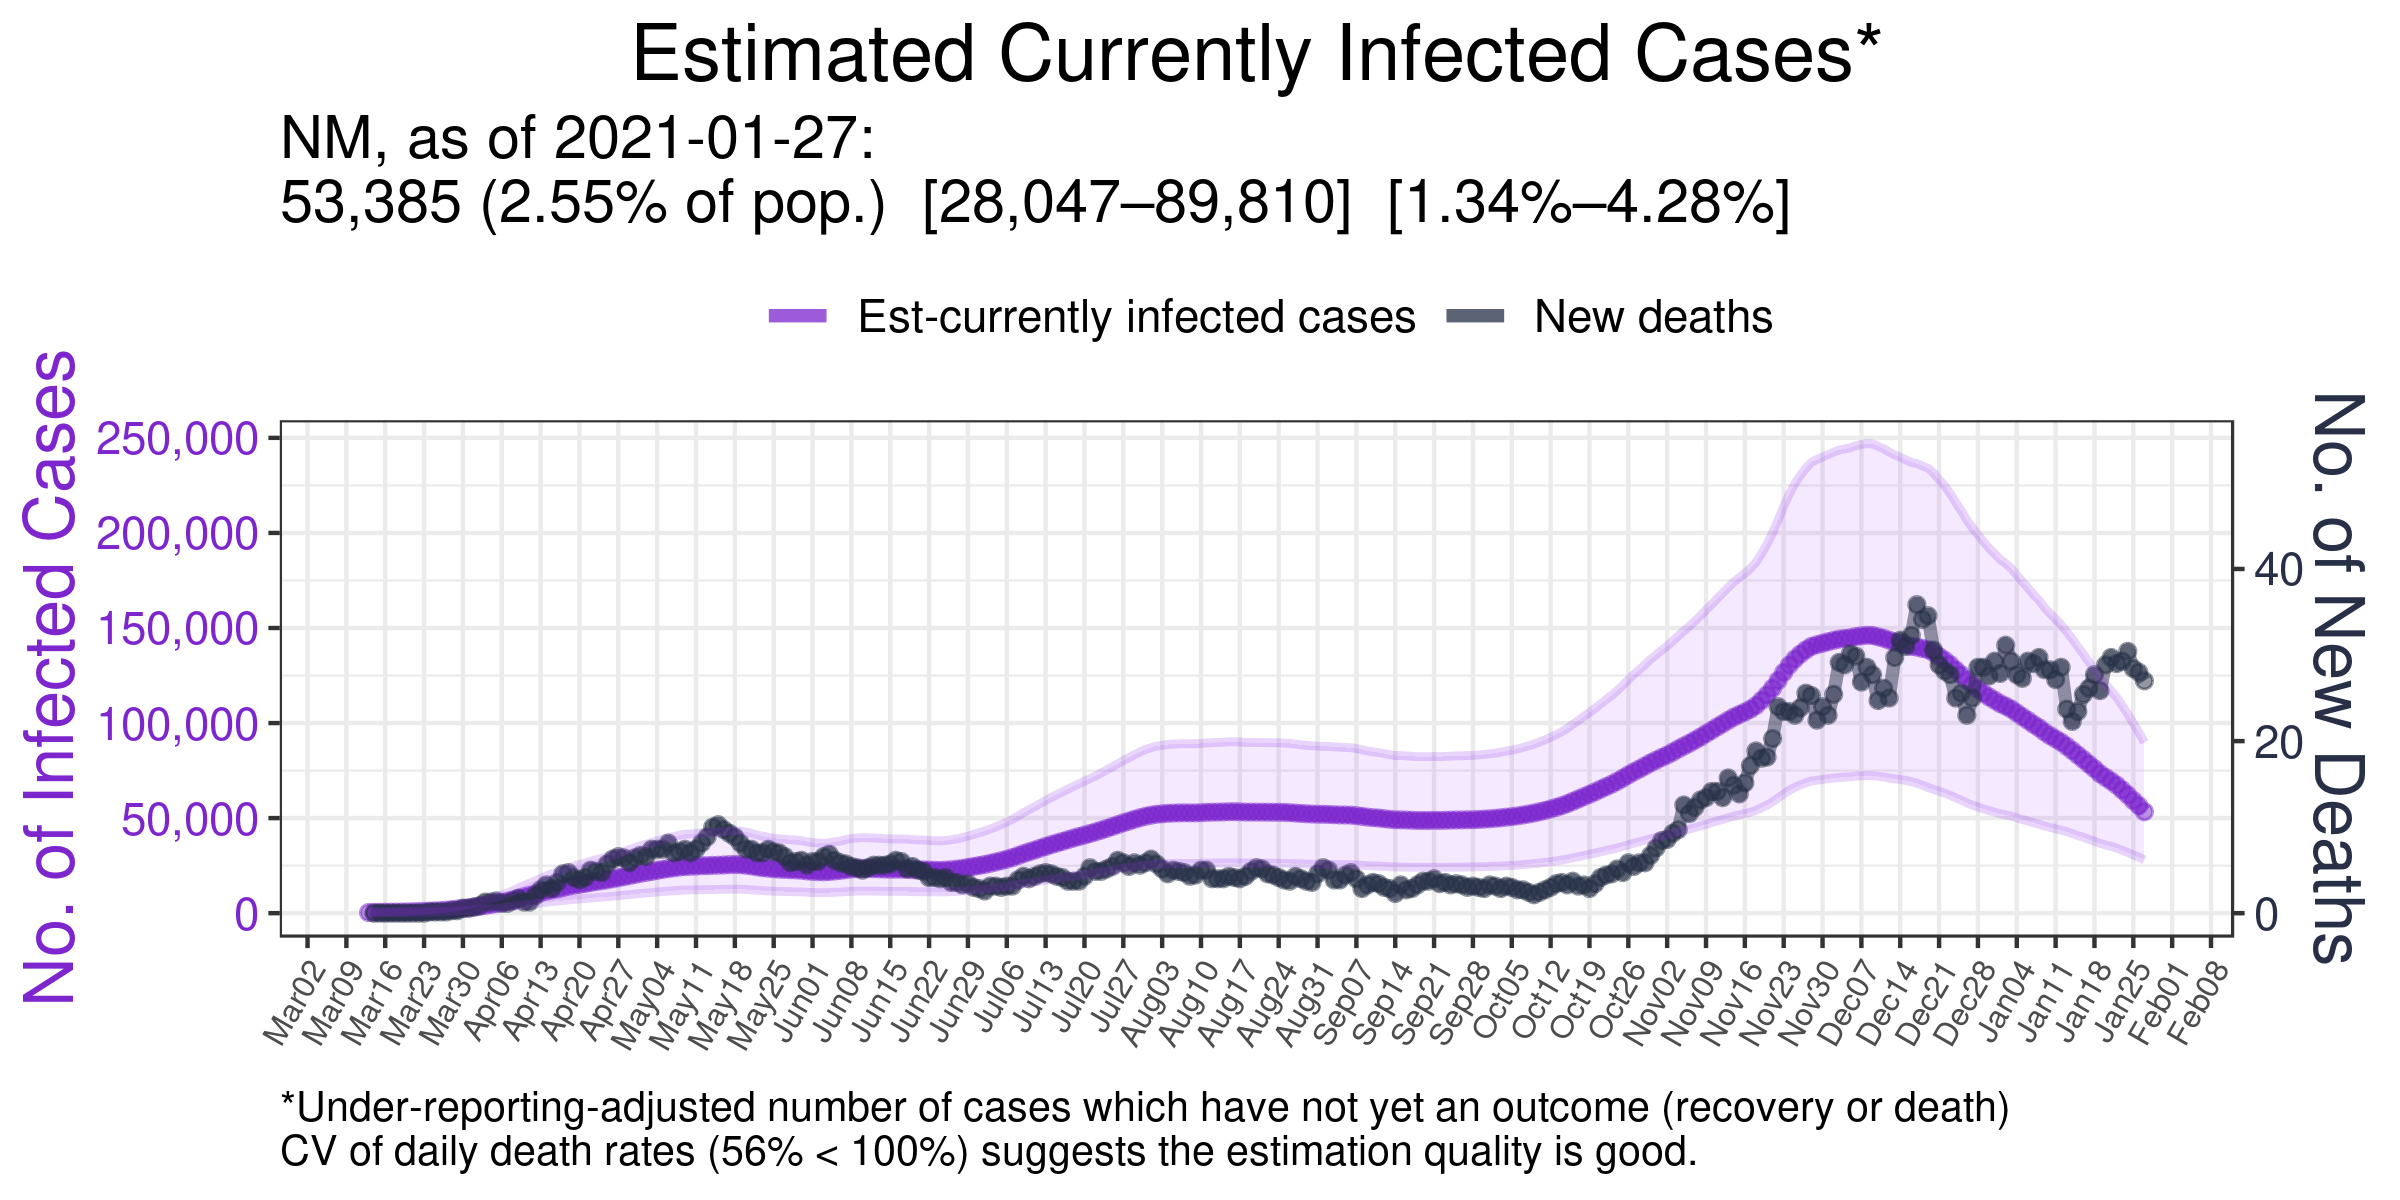 Estimated Currently Infected Cases*
NM, as of 2021-01-27:
53,385 (2.55% of pop.)  [28,047–89,810]  [1.34%–4.28%]
Est-currently infected cases
New deaths
No. of Infected Cases
250,000
200,000
150,000
100,000
50,000
0
No. of New Deaths
40
20
0
Mar02
Mar09
Mar16
Mar23
Mar30
Apr06
Apr13
Apr20
Apr27
May04
May11
May18
May25
Jun01
Jun08
Jun15
Jun22
Jun29
Jul06
Jul13
Jul20
Jul27
Aug03
Aug10
Aug17
Aug24
Aug31
Sep07
Sep14
Sep21
Sep28
Oct05
Oct12
Oct19
Oct26
Nov02
Nov09
Nov16
Nov23
Nov30
Dec07
Dec14
Dec21
Dec28
Jan04
Jan11
Jan18
Jan25
Feb01
Feb08
*Under-reporting-adjusted number of cases which have not yet an outcome (recovery or death)
CV of daily death rates (56% < 100%) suggests the estimation quality is good.